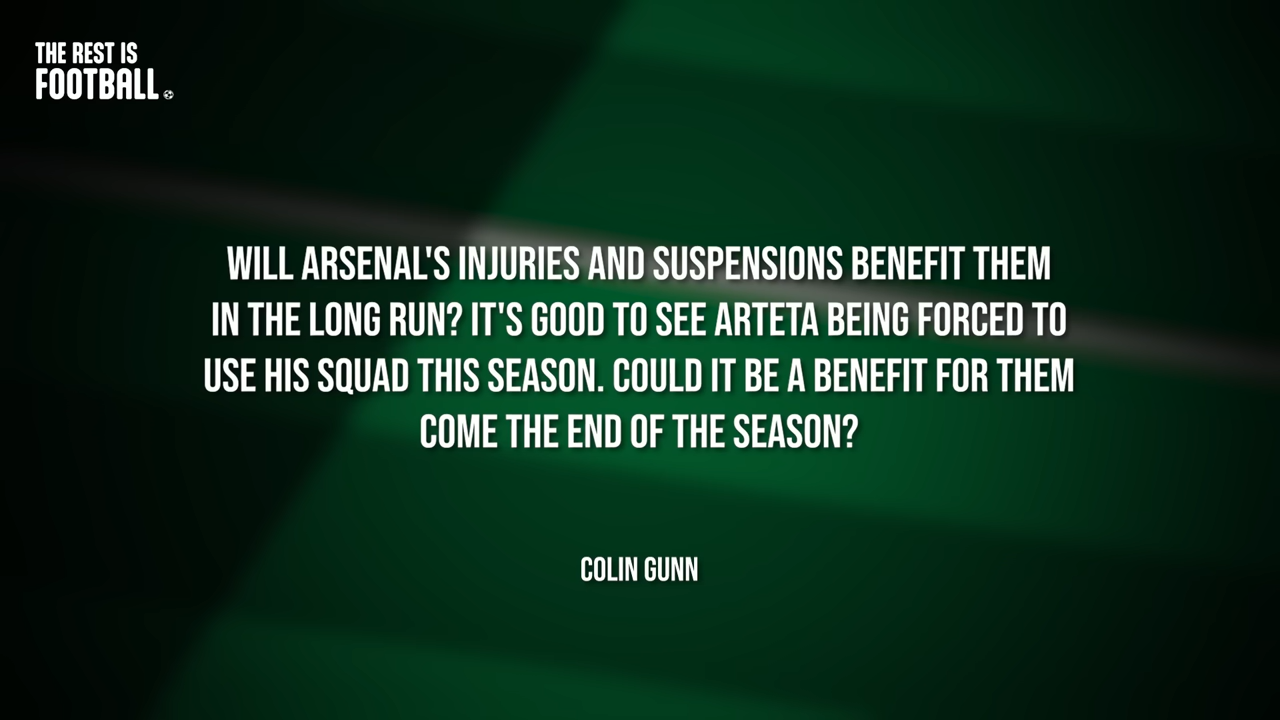 THE REST IS
FOOTBALL.
WILL ARSENAL'S INJURIES AND SUSPENSIONS BENEFIT THEM
IN THE LONG RUN? IT'S GOOD TO SEE ARTETA BEING FORCED TO
USE HIS SQUAD THIS SEASON. COULD IT BE A BENEFIT FOR THEM
COME THE END OF THE SEASON?
COLIN GUNN